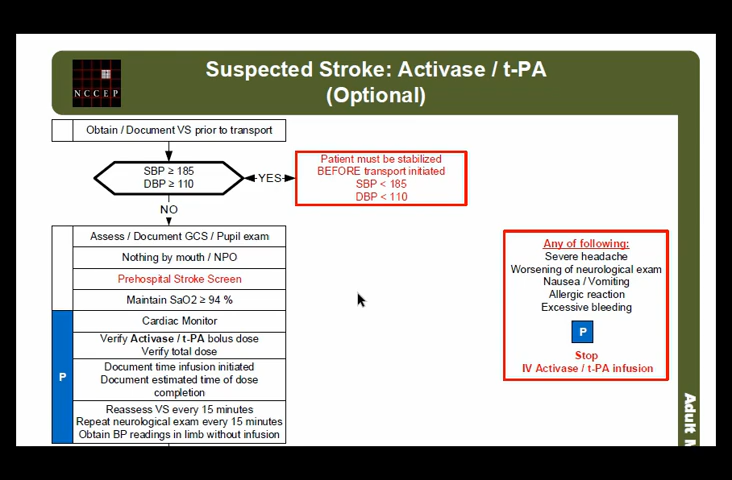 Suspected Stroke: Activase / t-PA
(Optional)
NCCEP
Obtain / Document VS prior to transport
SBP ≥ 185
DBP ≥ 110
YES
Patient must be stabilized
BEFORE transport initiated
SBP < 185
DBP < 110
NO
Assess / Document GCS / Pupil exam
Nothing by mouth / NPO
Prehospital Stroke Screen
Maintain SaO2 ≥ 94 %
P
Cardiac Monitor
Verify Activase / t-PA bolus dose
Verify total dose
Document time infusion initiated
Document estimated time of dose
completion
Reassess VS every 15 minutes
Repeat neurological exam every 15 minutes
Obtain BP readings in limb without infusion
Any of following:
Severe headache
Worsening of neurological exam
Nausea / Vomiting
Allergic reaction
Excessive bleeding
P
Stop
IV Activase / t-PA infusion
Adult